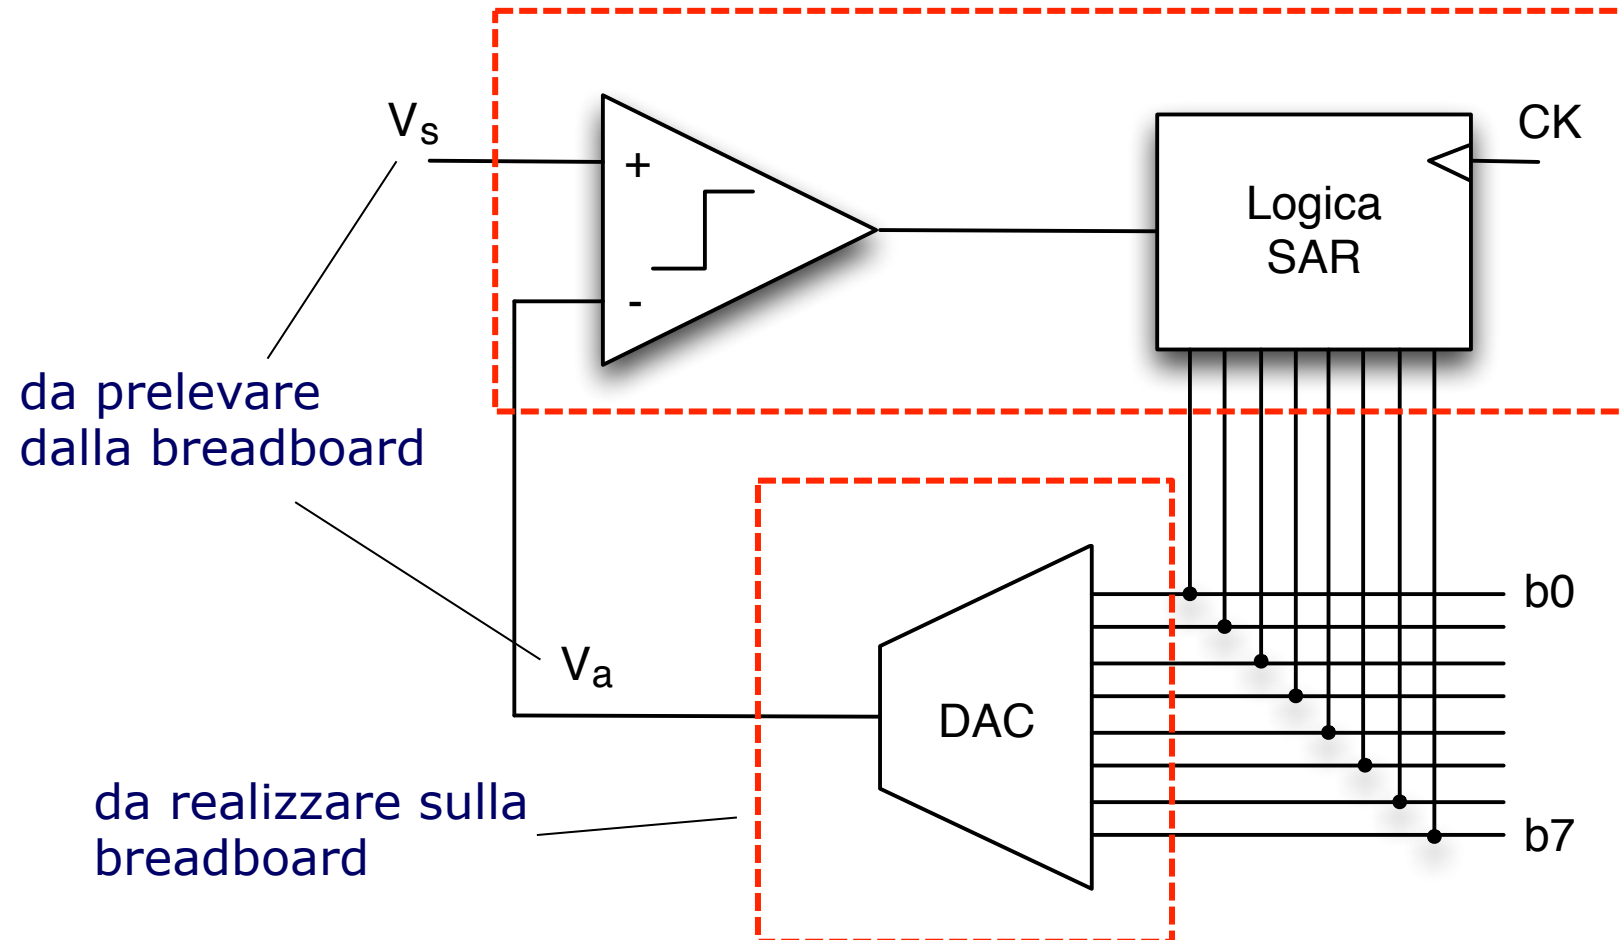 CK
Vs
+
Logica
SAR
-
da prelevare
dalla breadboard
b0
Va
DAC
da realizzare sulla
breadboard
b7